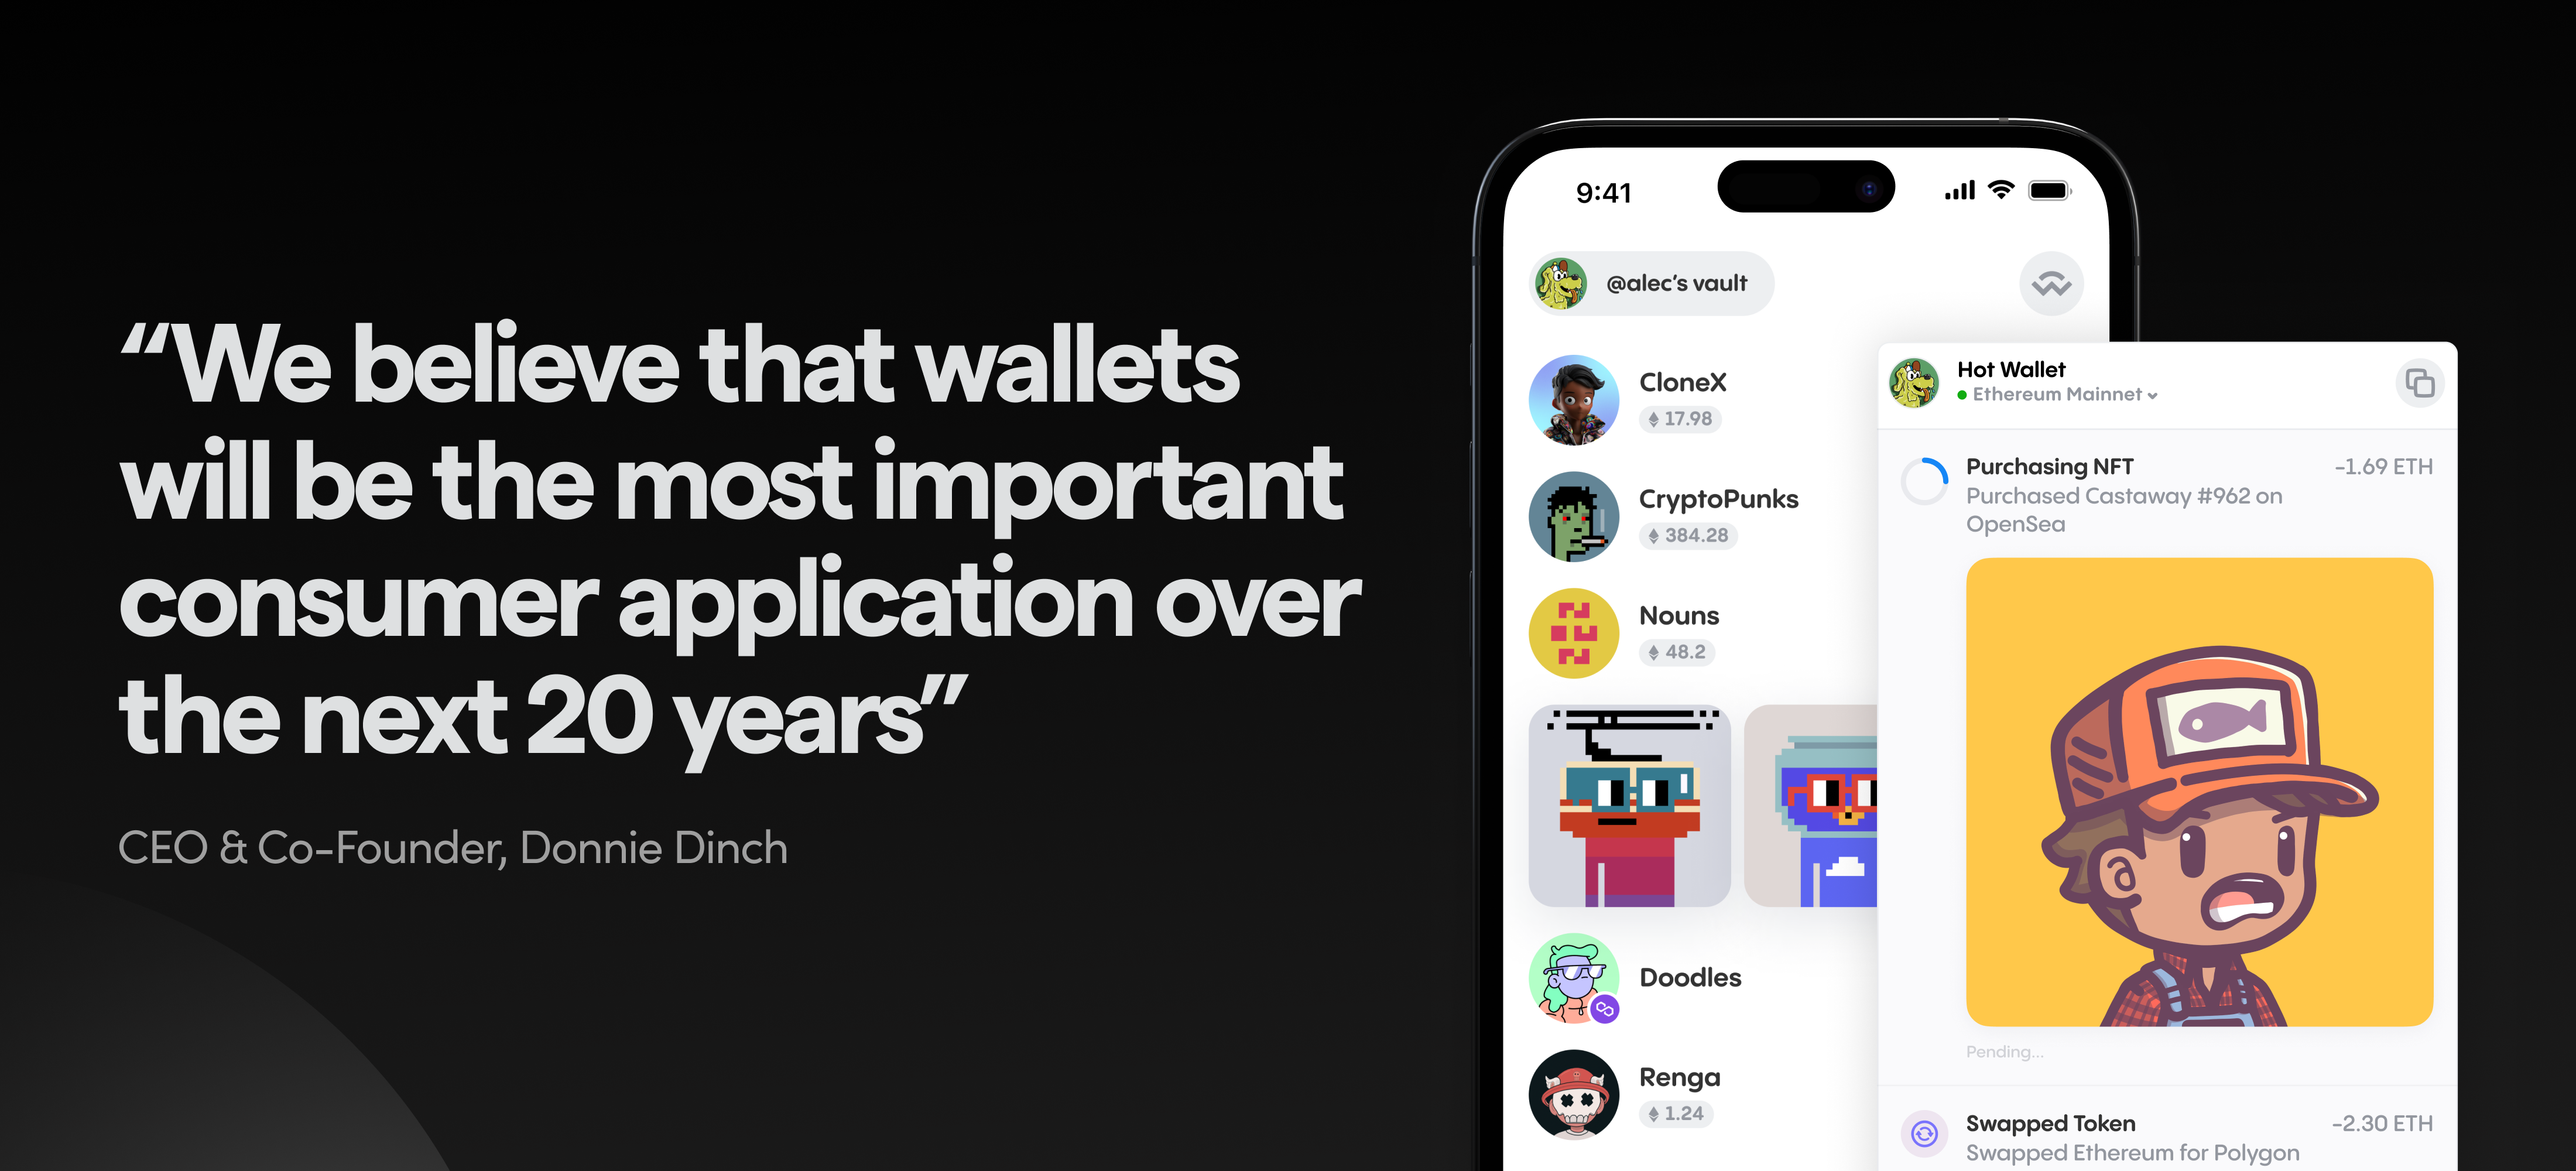 “We believe that wallets
will be the most important
consumer application over
the next 20 years”
CEO & Co-Founder, Donnie Dinch
9:41
@alec’s vault
CloneX
17.98
CryptoPunks
384.28
Nouns
48.2
Doodles
Renga
1.24
Hot Wallet
Ethereum Mainnet
Purchasing NFT
-1.69 ETH
Purchased Castaway #962 on
OpenSea
Pending...
Swapped Token
-2.30 ETH
Swapped Ethereum for Polygon